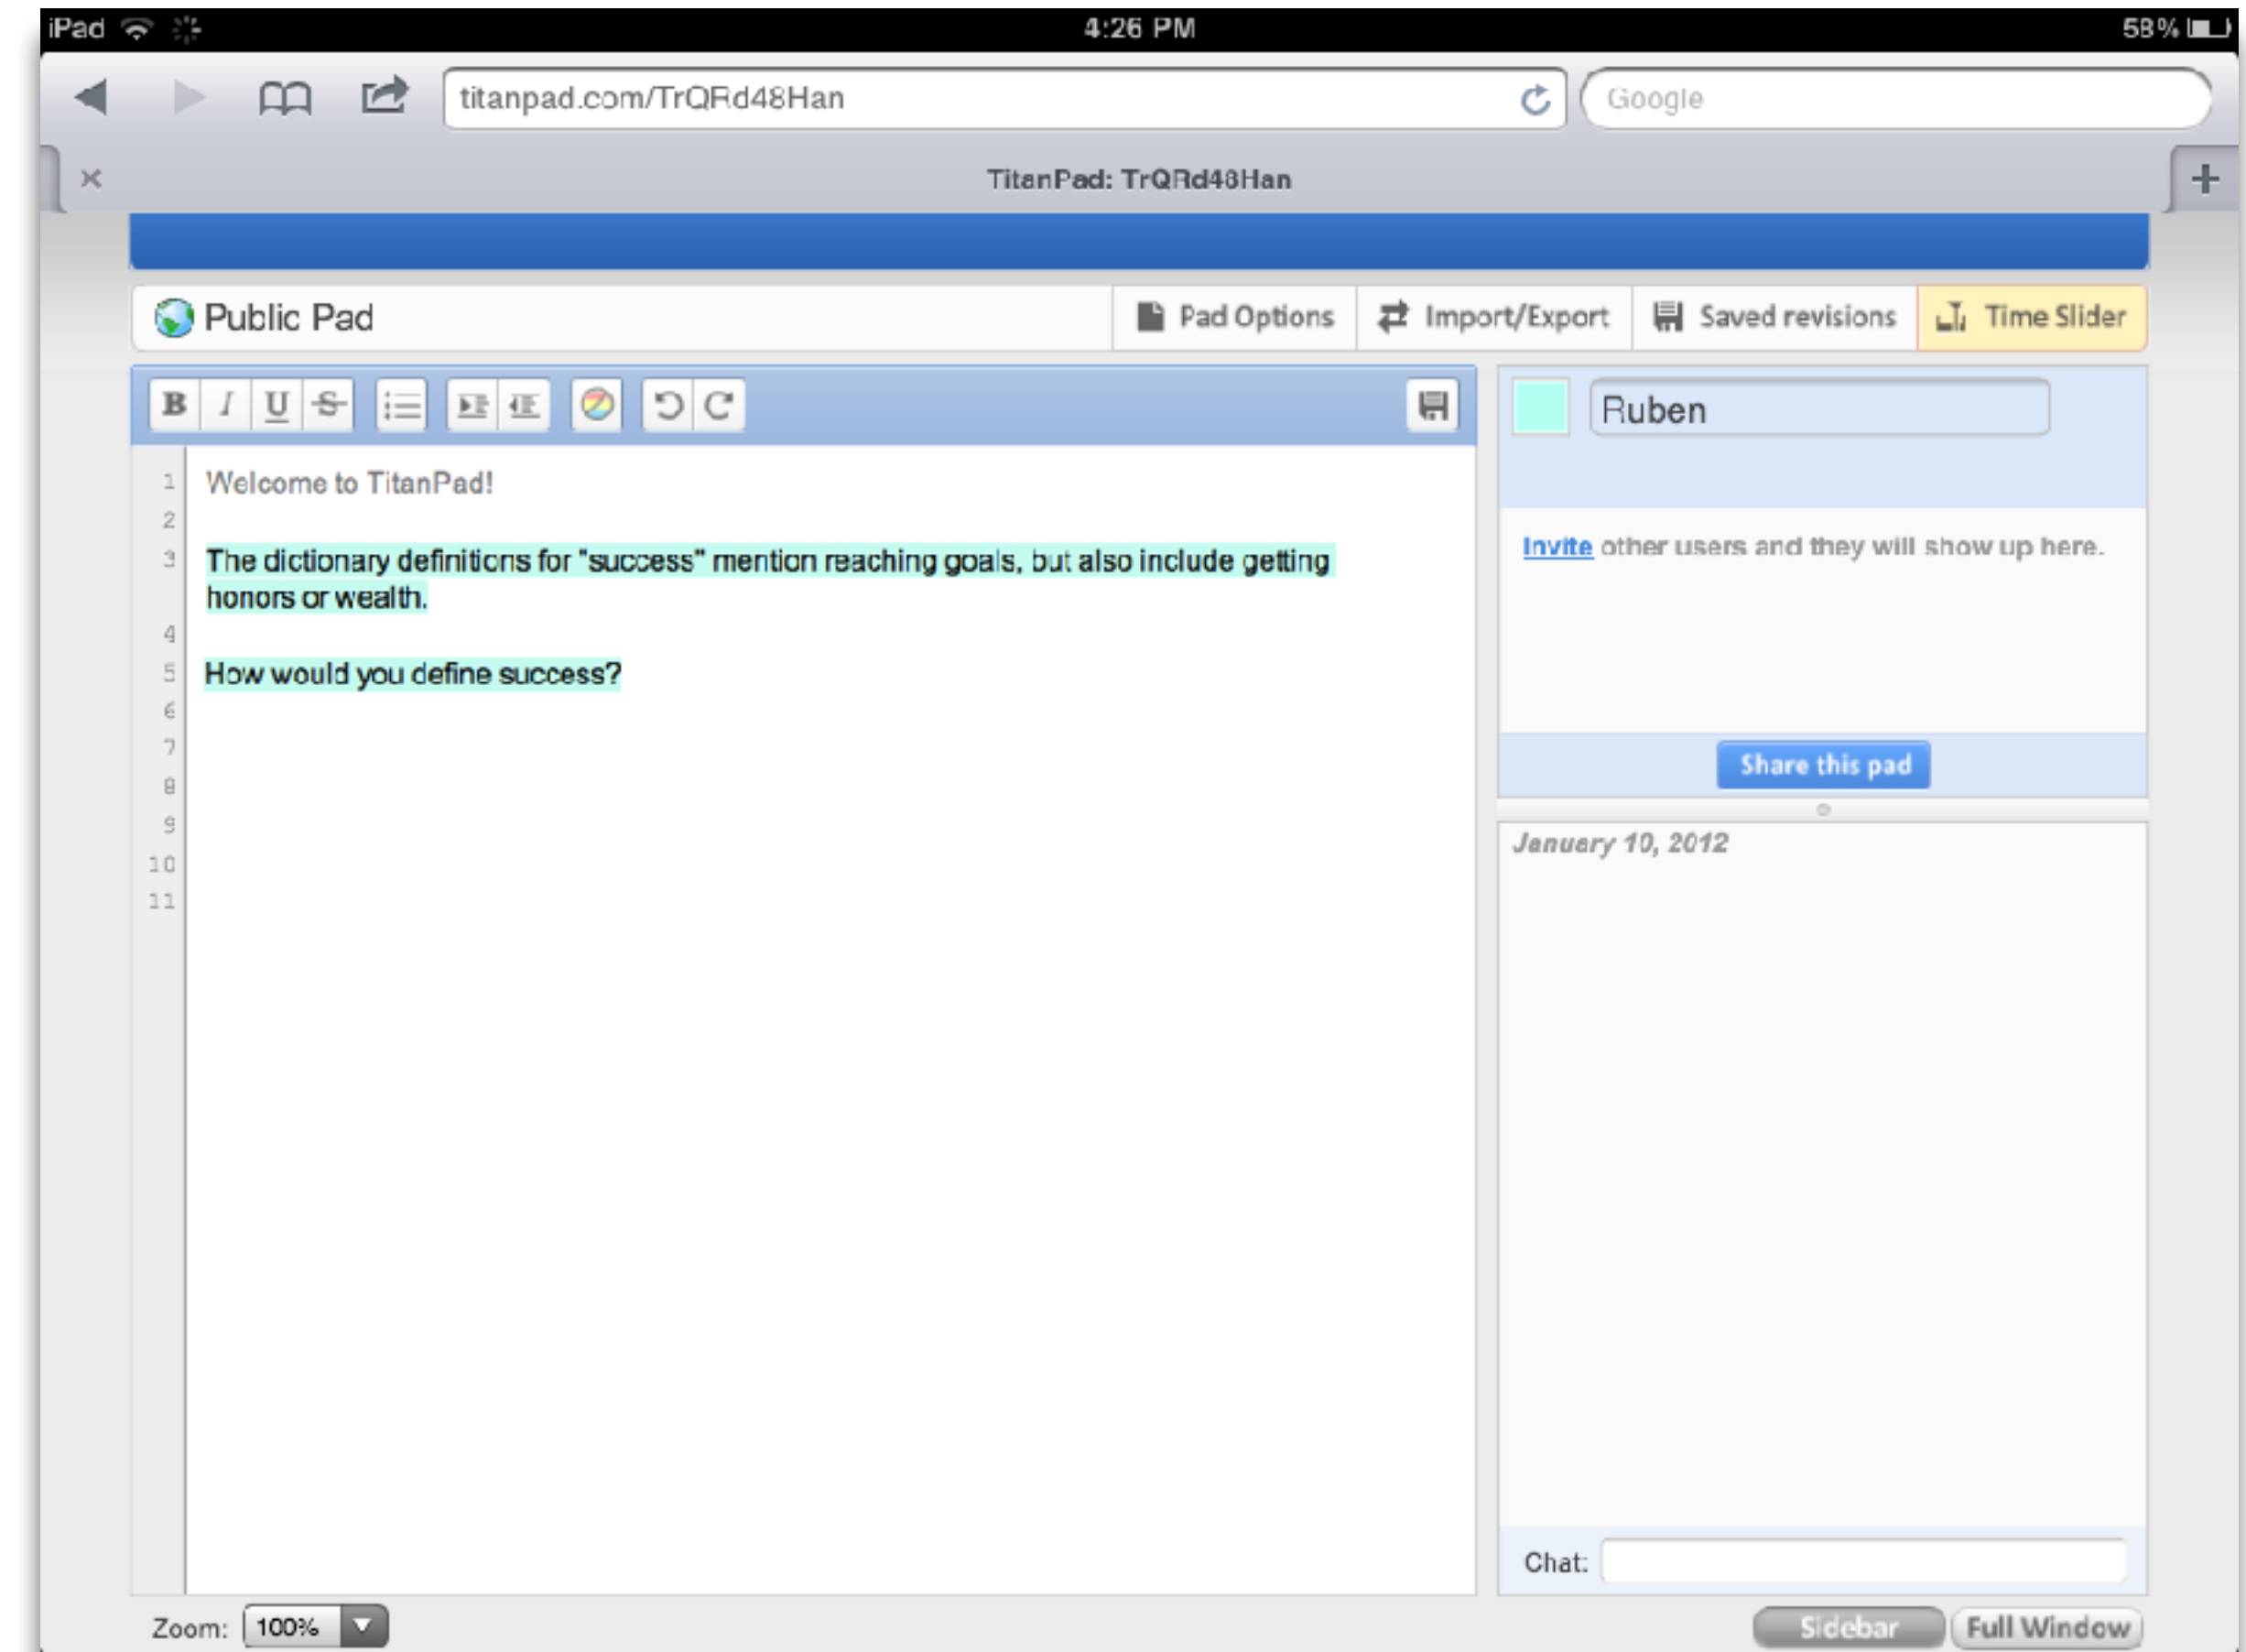 iPad 4:26 PM 58%
titanpad.com/TrQRd48Han Google
TitanPad: TrQRd48Han
Public Pad Pad Options Import/Export Saved revisions Time Slider
B I U S Ruben
1 Welcome to TitanPad!
2
3 The dictionary definitions for "success" mention reaching goals, but also include getting
honors or wealth.
4
5 How would you define success?
6
7
8
9
10
11
Invite other users and they will show up here.
Share this pad
January 10, 2012
Chat:
Zoom: 100% Sidebar Full Window